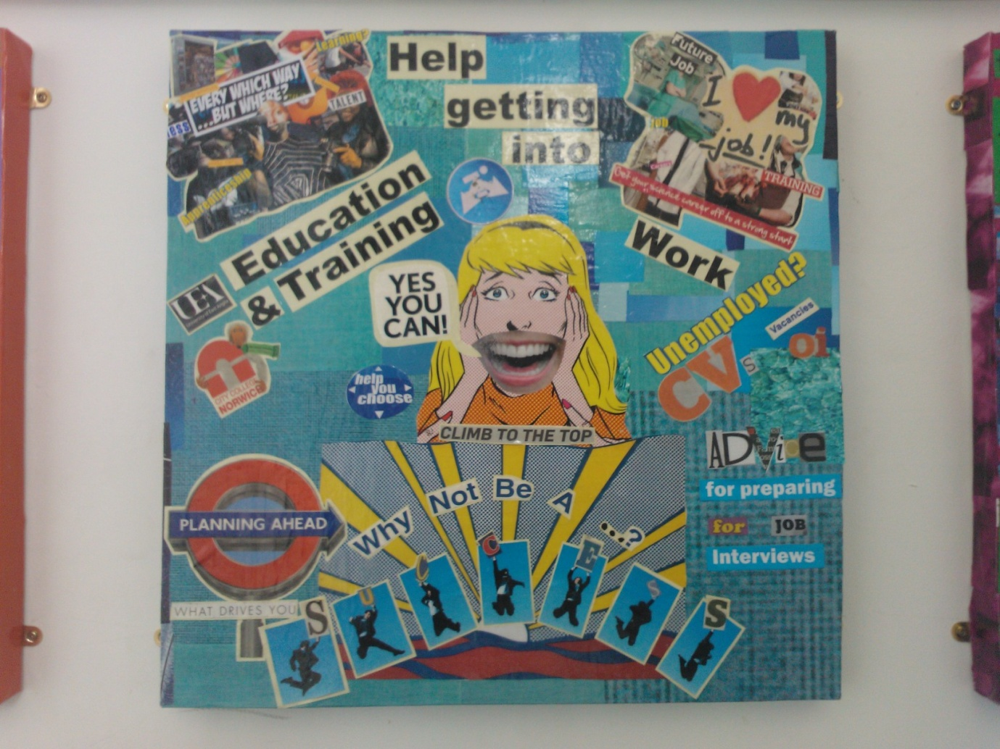 Learning?
EVERY WHICH WAY
...BUT WHERE?
TALENT
ess
Apprenticeship
Help
getting
into
Education
& Training
Future
Job
I
my
job!
Job
TRAINING
Get your science career off to a strong start
Work
UEA
YES
YOU
CAN!
Unemployed?
Vacancies
CVs
oi
CITY COLLEGE
NORWICH
help
you
choose
CLIMB TO THE TOP
ADVicE
for preparing
for JOB
Interviews
PLANNING AHEAD
WHAT DRIVES YOU
Why Not Be A ...?
SUCCESS